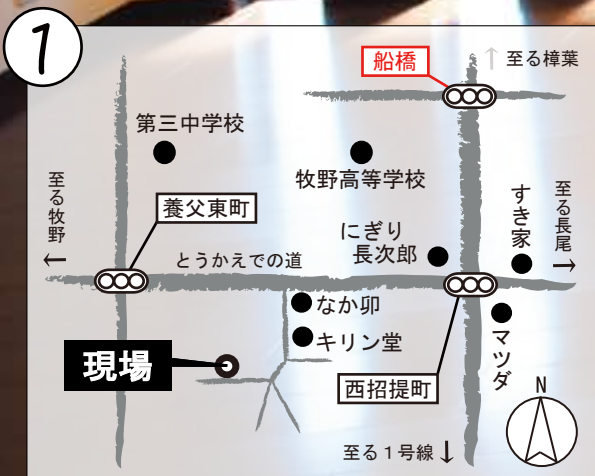 1
船橋
至る樟葉
第三中学校
牧野高等学校
至る牧野
養父東町
すき家
至る長尾
にぎり
長次郎
とうかえでの道
なか卯
キリン堂
マツダ
現場
西招提町
N
至る1号線